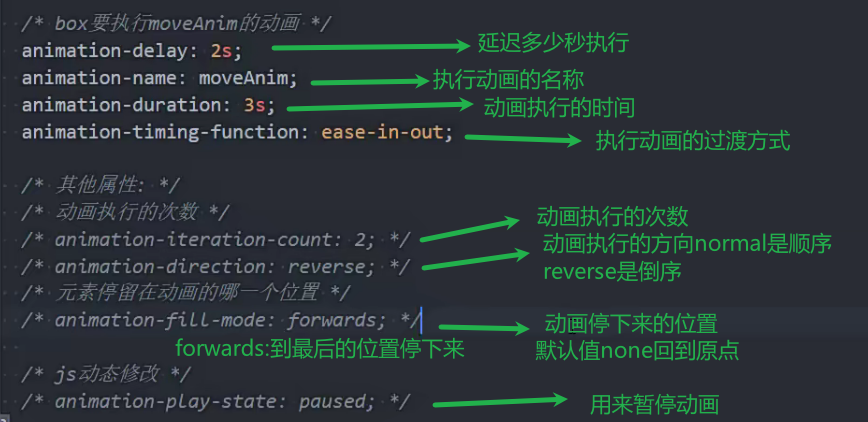 /* box要执行moveAnim的动画 */
animation-delay: 2s;
延迟多少秒执行
animation-name: moveAnim;
执行动画的名称
animation-duration: 3s;
动画执行的时间
animation-timing-function: ease-in-out;
执行动画的过渡方式
/* 其他属性: */
/* 动画执行的次数 */
/* animation-iteration-count: 2; */
动画执行的次数
/* animation-direction: reverse; */
动画执行的方向normal是顺序
reverse是倒序
/* 元素停留在动画的哪一个位置 */
/* animation-fill-mode: forwards; */
动画停下来的位置
forwards:到最后的位置停下来
默认值none回到原点
/* js动态修改 */
/* animation-play-state: paused; */
用来暂停动画